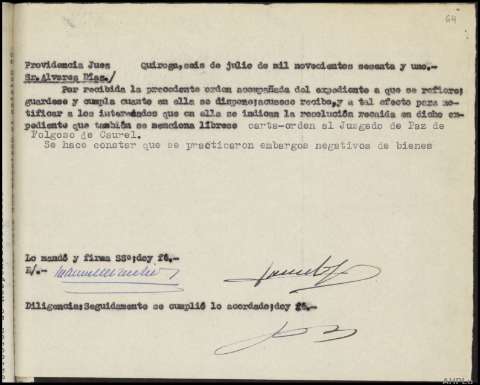 64
Providencia Juez Quiroga, seis de julio de mil novecientos sesenta y uno.-
Sr. Alvarez Díaz./
Por recibida la precedente orden acompañada del expediente a que se refiere;
guardese y cumpla cuanto en ella se dispone; acusese recibo, y a tal efecto para no-
tificar a los interesados que en ella se indican la resolución recaida en dicho ex-
pediente que también se menciona librese carta-orden al Juzgado de Paz de
Folgoso de Caurel.
Se hace constar que se prácticaron embargos negativos de bienes
Lo mandó y firma SSª; doy fé.-
E/.-
Diligencia: Seguidamente se cumplió lo acordado; doy fé.-